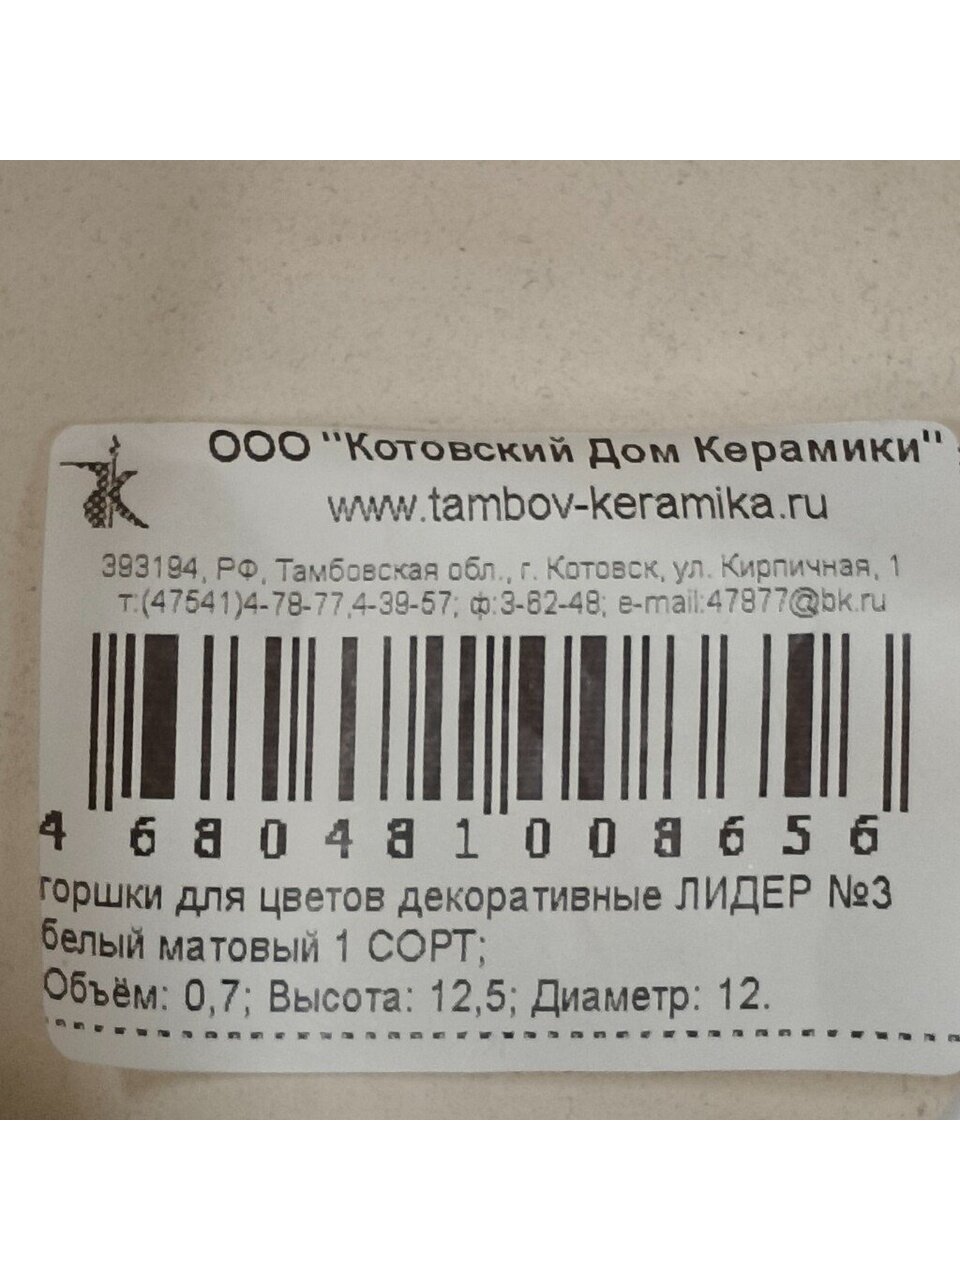 ООО "Котовский Дом Керамики"
www.tambov-keramika.ru
393194, РФ, Тамбовская обл., г. Котовск, ул. Кирпичная, 1
т:(47541)4-78-77,4-39-57; ф:3-62-48; e-mail:47877@bk.ru
4 680481 008656
горшки для цветов декоративные ЛИДЕР №3
белый матовый 1 СОРТ;
Объём: 0,7; Высота: 12,5; Диаметр: 12.